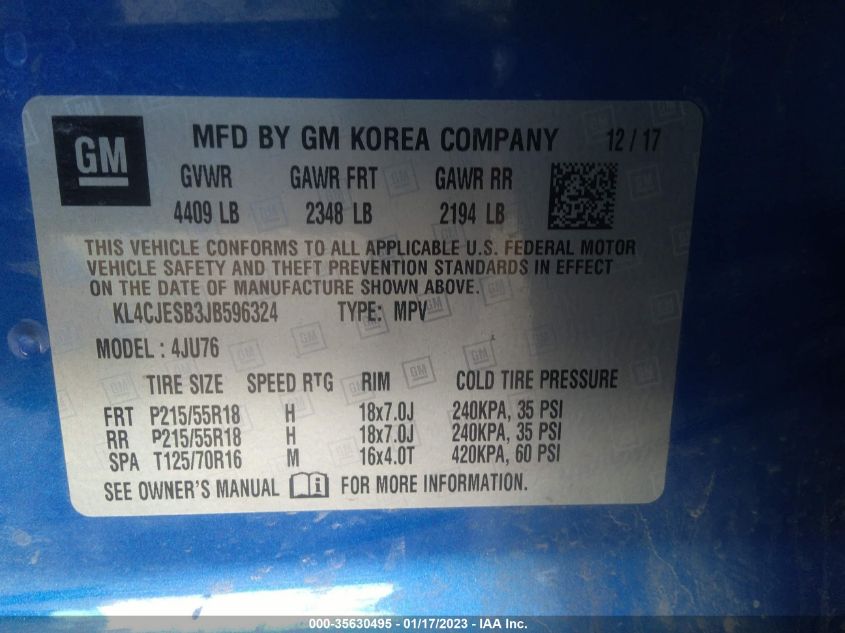 GM
MFD BY GM KOREA COMPANY 12 / 17
GVWR GAWR FRT GAWR RR
4409 LB 2348 LB 2194 LB
THIS VEHICLE CONFORMS TO ALL APPLICABLE U.S. FEDERAL MOTOR
VEHICLE SAFETY AND THEFT PREVENTION STANDARDS IN EFFECT
ON THE DATE OF MANUFACTURE SHOWN ABOVE.
KL4CJESB3JB596324 TYPE: MPV
MODEL : 4JU76
TIRE SIZE SPEED RTG RIM COLD TIRE PRESSURE
FRT P215/55R18 H 18x7.0J 240KPA, 35 PSI
RR P215/55R18 H 18x7.0J 240KPA, 35 PSI
SPA T125/70R16 M 16x4.0T 420KPA, 60 PSI
SEE OWNER'S MANUAL i FOR MORE INFORMATION.
000-35630495 - 01/17/2023 - IAA Inc.